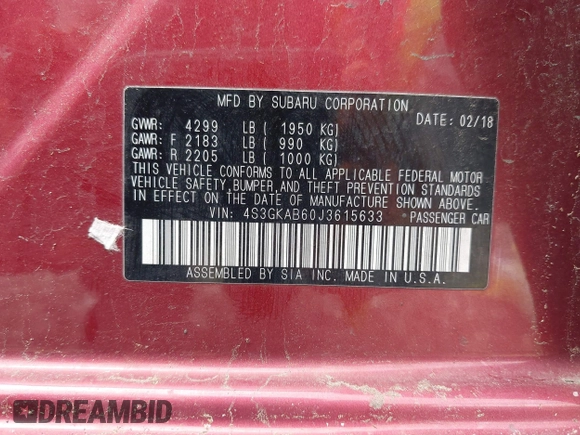 MFD BY SUBARU CORPORATION
DATE: 02/18
GVWR: 4299 LB ( 1950 KG)
GAWR: F 2183 LB ( 990 KG)
GAWR: R 2205 LB ( 1000 KG)
THIS VEHICLE CONFORMS TO ALL APPLICABLE FEDERAL MOTOR
VEHICLE SAFETY,BUMPER,AND THEFT PREVENTION STANDARDS
IN EFFECT ON THE DATE OF MANUFACTURE SHOWN ABOVE.
VIN: 4S3GKAB60J3615633 PASSENGER CAR
ASSEMBLED BY SIA INC. MADE IN U.S.A.
DREAMBID